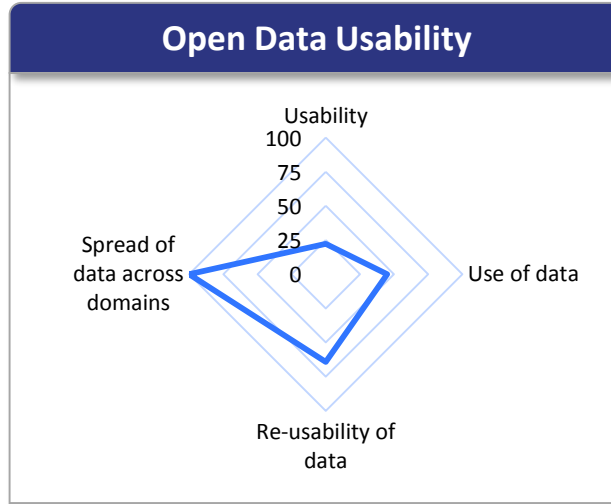 Open Data Usability
Usability
100
75
50
25
0
Spread of
data across
domains
Use of data
Re-usability of
data